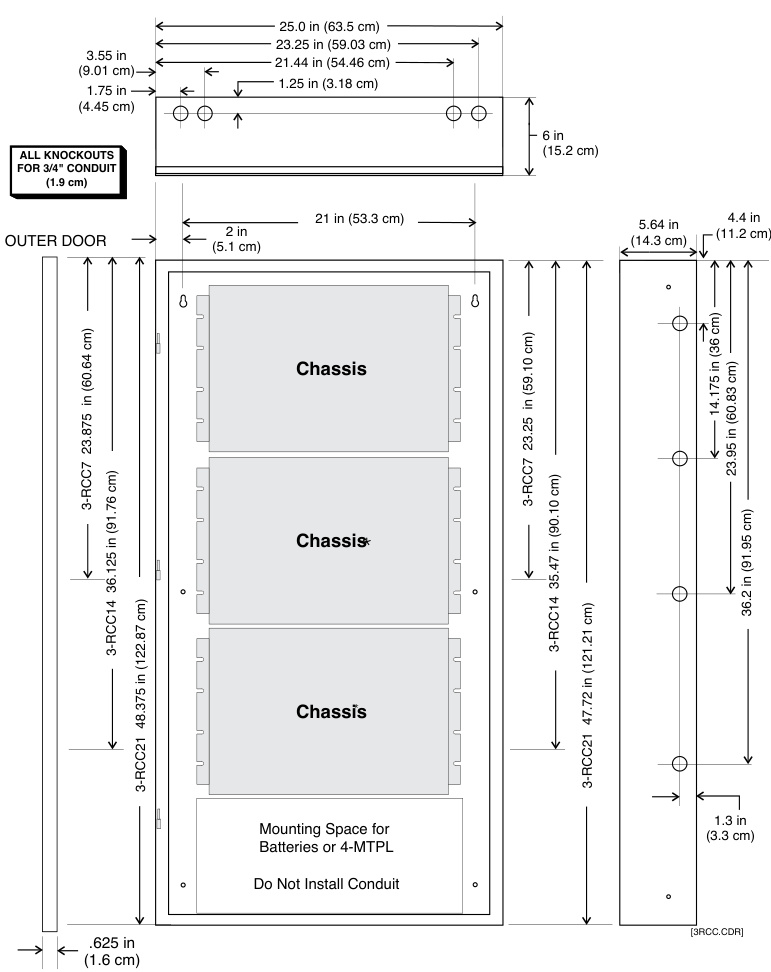 25.0 in (63.5 cm)
23.25 in (59.03 cm)
3.55 in
(9.01 cm)
21.44 in (54.46 cm)
1.25 in (3.18 cm)
1.75 in
(4.45 cm)
6 in
(15.2 cm)
ALL KNOCKOUTS
FOR 3/4" CONDUIT
(1.9 cm)
21 in (53.3 cm)
2 in
(5.1 cm)
OUTER DOOR
5.64 in
(14.3 cm)
4.4 in
(11.2 cm)
3-RCC7 23.875 in (60.64 cm)
3-RCC14 36.125 in (91.76 cm)
3-RCC21 48.375 in (122.87 cm)
Chassis
Chassis*
Chassis
Mounting Space for
Batteries or 4-MTPL
Do Not Install Conduit
3-RCC7 23.25 in (59.10 cm)
3-RCC14 35.47 in (90.10 cm)
3-RCC21 47.72 in (121.21 cm)
14.175 in (36 cm)
23.95 in (60.83 cm)
36.2 in (91.95 cm)
1.3 in
(3.3 cm)
[3RCC.CDR]
.625 in
(1.6 cm)